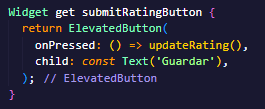 Widget get submitRatingButton {
  return ElevatedButton(
    onPressed: () => updateRating(),
    child: const Text('Guardar'),
  ); // ElevatedButton
}